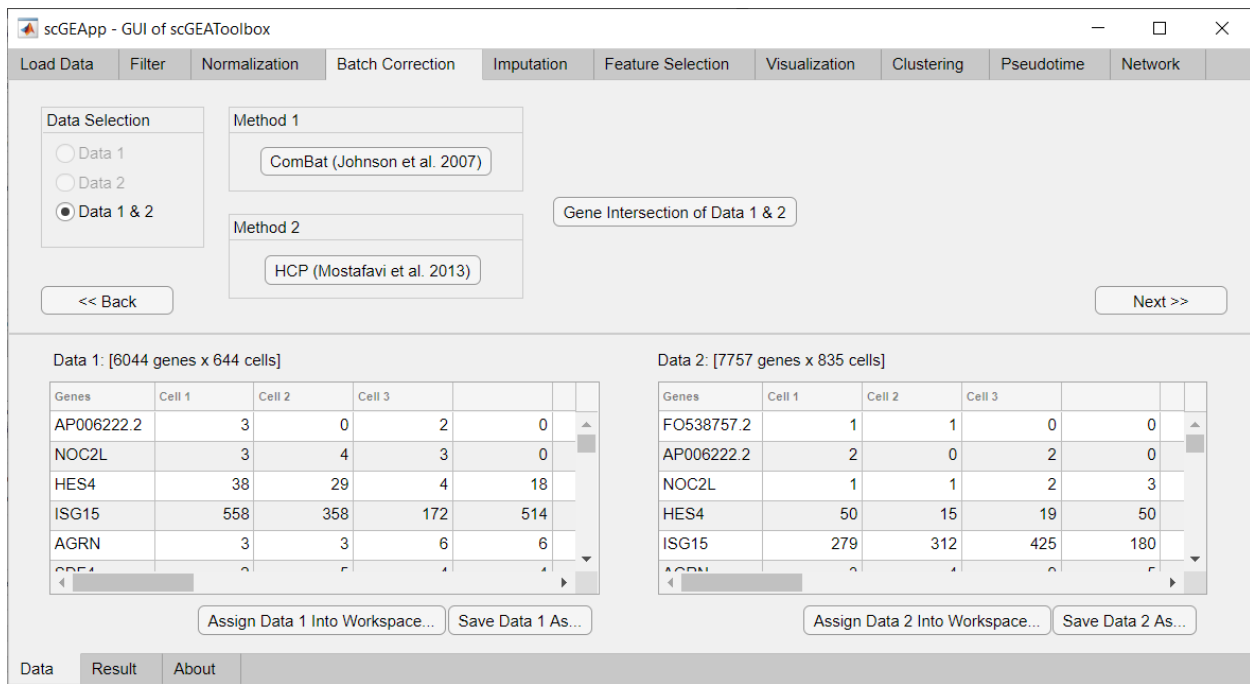 scGEApp - GUI of scGEAToolbox
Load Data Filter Normalization Batch Correction Imputation Feature Selection Visualization Clustering Pseudotime Network
Data Selection
Data 1
Data 2
Data 1 & 2
Method 1
ComBat (Johnson et al. 2007)
Method 2
HCP (Mostafavi et al. 2013)
Gene Intersection of Data 1 & 2
<< Back
Next >>
Data 1: [6044 genes x 644 cells]
Genes Cell 1 Cell 2 Cell 3
AP006222.2 3 0 2 0
NOC2L 3 4 3 0
HES4 38 29 4 18
ISG15 558 358 172 514
AGRN 3 3 6 6
Assign Data 1 Into Workspace... Save Data 1 As...
Data 2: [7757 genes x 835 cells]
Genes Cell 1 Cell 2 Cell 3
FO538757.2 1 1 0 0
AP006222.2 2 0 2 0
NOC2L 1 1 2 3
HES4 50 15 19 50
ISG15 279 312 425 180
AGRN
Assign Data 2 Into Workspace... Save Data 2 As...
Data Result About